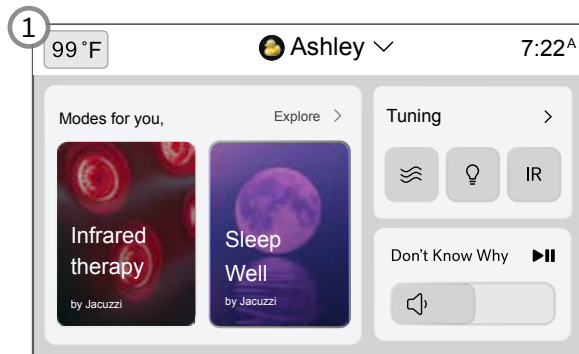 1
99 °F
Ashley
7:22ᴬ
Modes for you,
Explore
Infrared
therapy
by Jacuzzi
Sleep
Well
by Jacuzzi
Tuning
IR
Don't Know Why